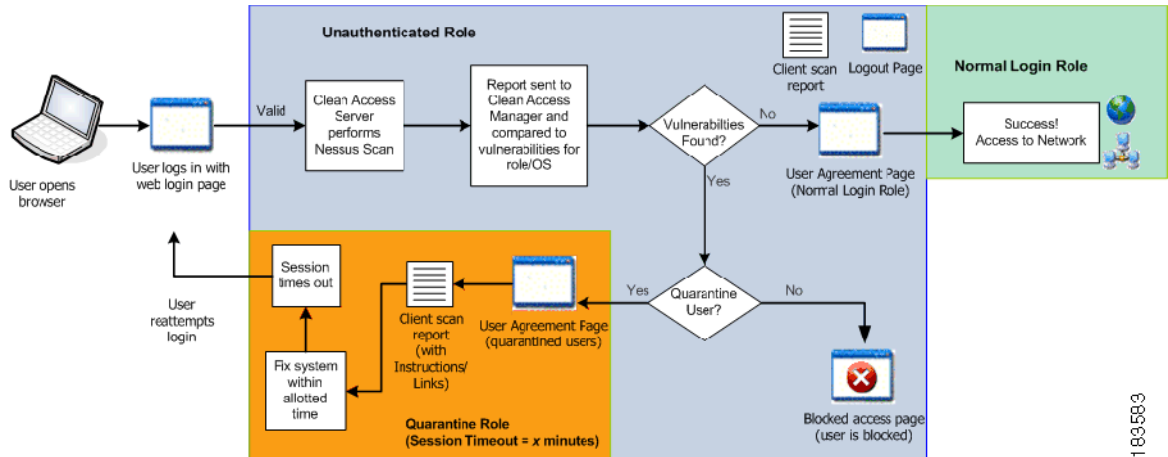 Unauthenticated Role
Client scan
report
Logout Page
Normal Login Role
User opens
browser
User logs in with
web login page
Valid
Clean Access
Server
performs
Nessus Scan
Report sent to
Clean Access
Manager and
compared to
vulnerabilities for
role/OS
Vulnerabilties
Found?
No
User Agreement Page
(Normal Login Role)
Success!
Access to Network
Yes
Quarantine
User?
No
Blocked access page
(user is blocked)
Yes
User Agreement Page
(quarantined users)
Client scan
report
(with
Instructions/
Links)
Fix system
within
allotted
time
Session
times out
User
reattempts
login
Quarantine Role
(Session Timeout = x minutes)
183583